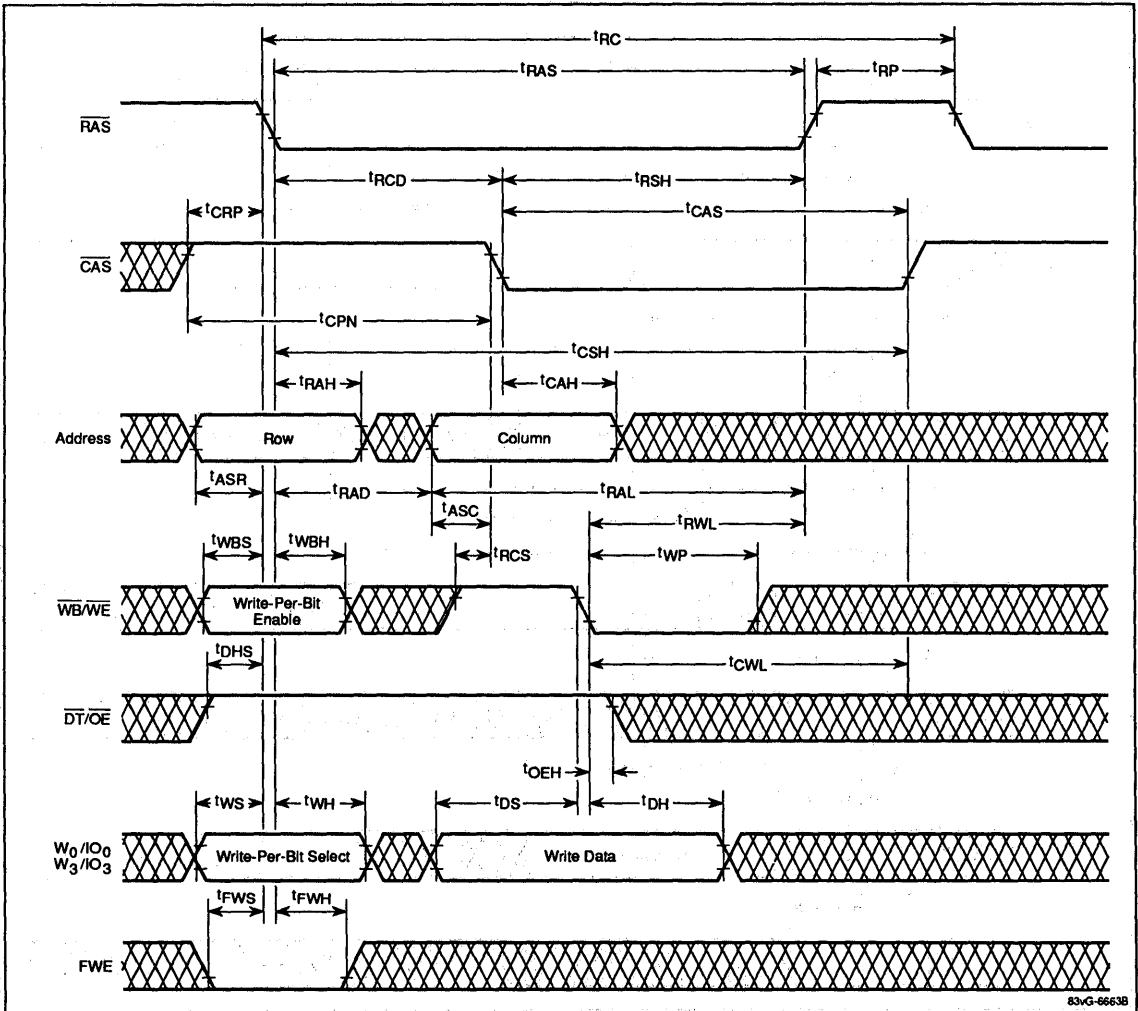 tRC
tRAS
tRP
RAS
tRCD
tRSH
tCRP
tCAS
CAS
tCPN
tCSH
tRAH
tCAH
Address
Row
Column
tASR
tRAD
tRAL
tASC
tRWL
tWBS
tWBH
tRCS
tWP
WB/WE
Write-Per-Bit
Enable
tDHS
tCWL
DT/OE
tOEH
tWS
tWH
tDS
tDH
W0/IO0
W3/IO3
Write-Per-Bit Select
Write Data
tFWS
tFWH
FWE
83vG-6663B